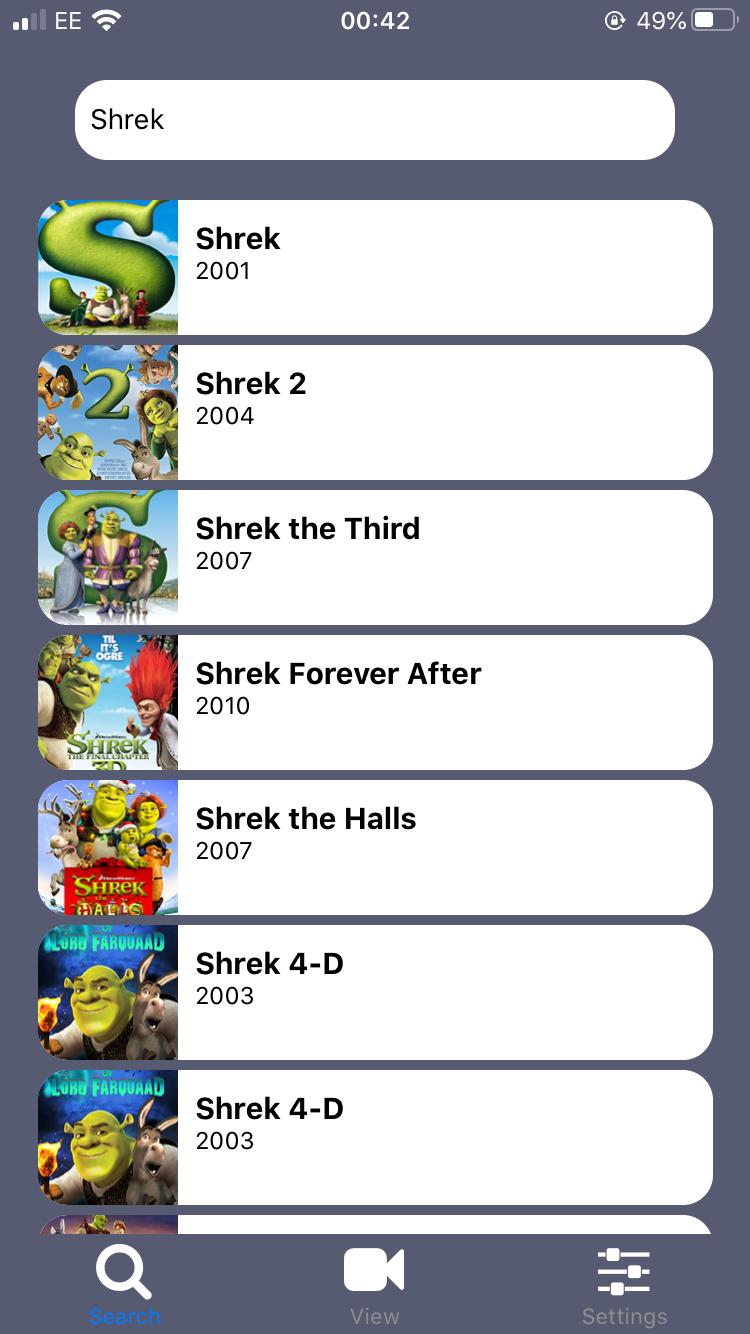 EE 00:42 49%
Shrek
Shrek
2001
2
Shrek 2
2004
Shrek the Third
2007
TIL
IT'S
OGRE
SHREK
THE FINAL CHAPTER
3D
Shrek Forever After
2010
SHREK
THE
HALLS
Shrek the Halls
2007
LORD FARQUAAD
Shrek 4-D
2003
LORD FARQUAAD
Shrek 4-D
2003
Search View Settings